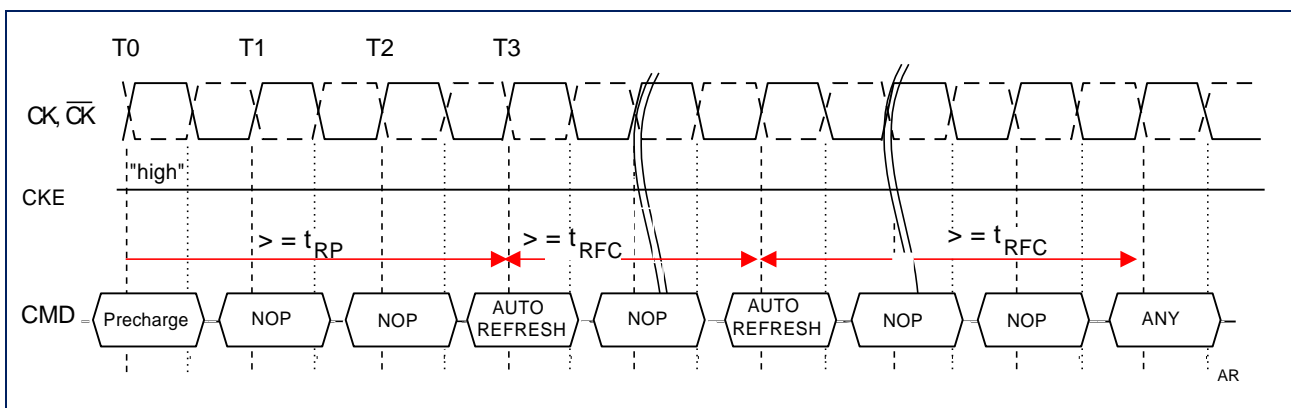 T0 T1 T2 T3
CK, CK
"high"
CKE
> = tRP > = tRFC > = tRFC
CMD Precharge NOP NOP AUTO REFRESH NOP AUTO REFRESH NOP NOP ANY
AR